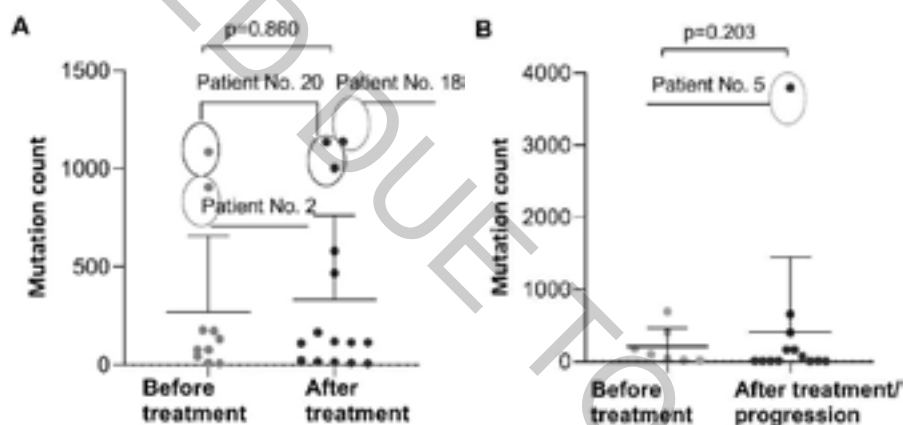 A
p=0.860
1500
Patient No. 20
Patient No. 18
1000
Patient No. 2
500
0
Mutation count
Before
treatment
After
treatment
B
p=0.203
4000
Patient No. 5
3000
2000
1000
0
Mutation count
Before
treatment
After treatment/
progression
DUE TO